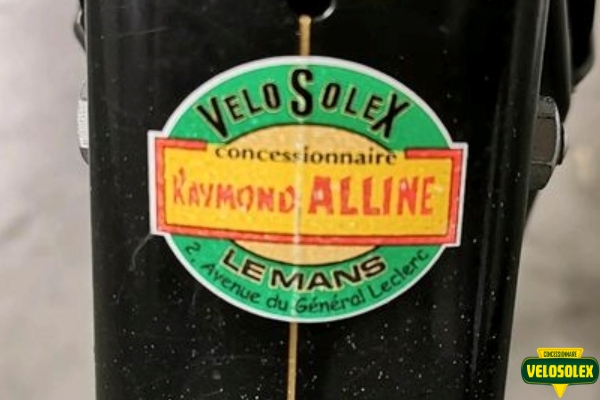 VELOSOLEX
concessionnaire
RAYMOND ALLINE
LE MANS
2, Avenue du Général Leclerc
CONCESSIONNAIRE
VELOSOLEX